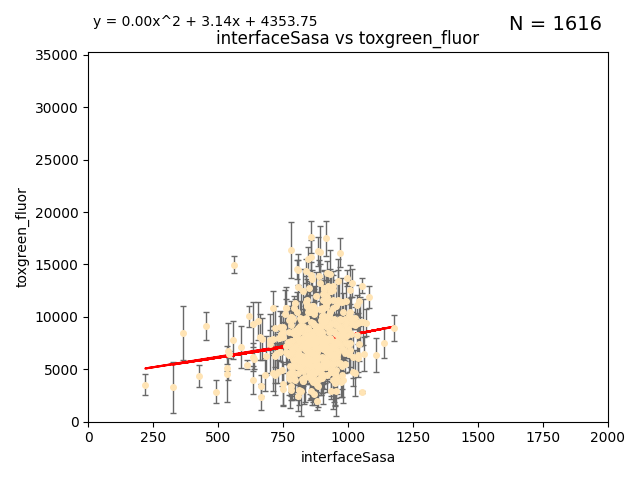 y = 0.00x^2 + 3.14x + 4353.75
N = 1616
interfaceSasa vs toxgreen_fluor
35000
30000
25000
20000
15000
10000
5000
0
toxgreen_fluor
0 250 500 750 1000 1250 1500 1750 2000
interfaceSasa